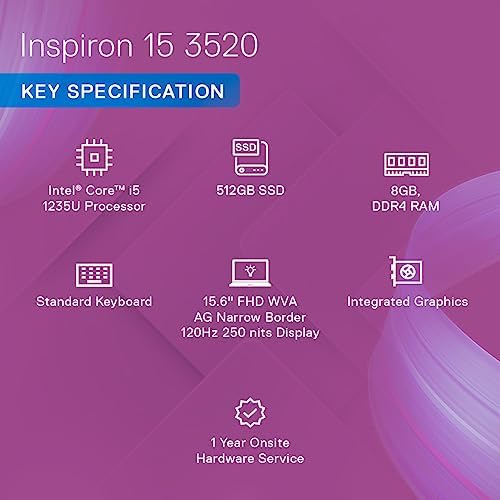 Inspiron 15 3520
KEY SPECIFICATION
SSD
Intel® Core™ i5
1235U Processor
512GB SSD
8GB,
DDR4 RAM
Standard Keyboard
15.6" FHD WVA
AG Narrow Border
120Hz 250 nits Display
Integrated Graphics
1 Year Onsite
Hardware Service